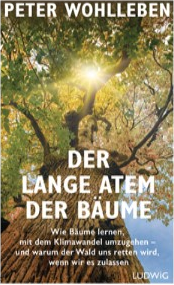 PETER WOHLLEBEN
DER
LANGE ATEM
DER BÄUME
Wie Bäume lernen,
mit dem Klimawandel umzugehen –
und warum der Wald uns retten wird,
wenn wir es zulassen
LUDWIG